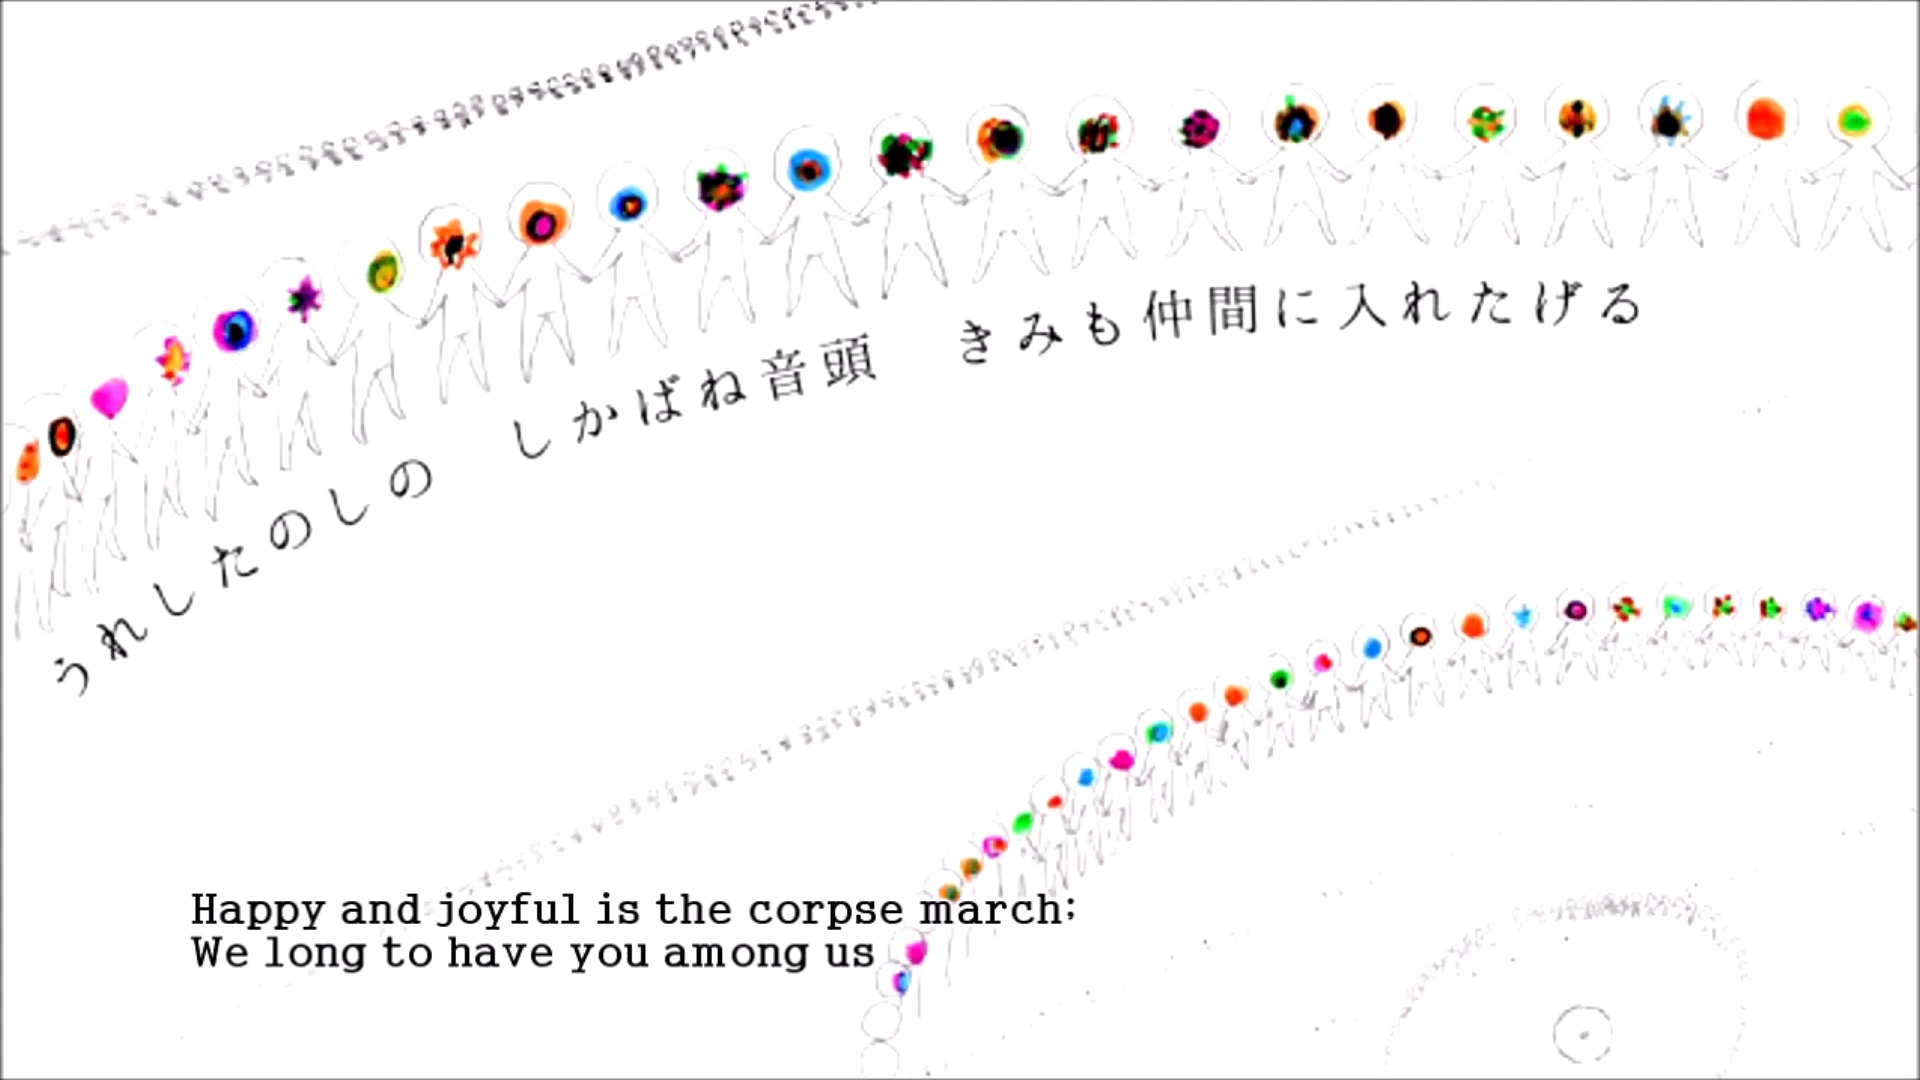 うれしたのしの　しかばね音頭　きみも仲間に入れたげる
Happy and joyful is the corpse march;
We long to have you among us